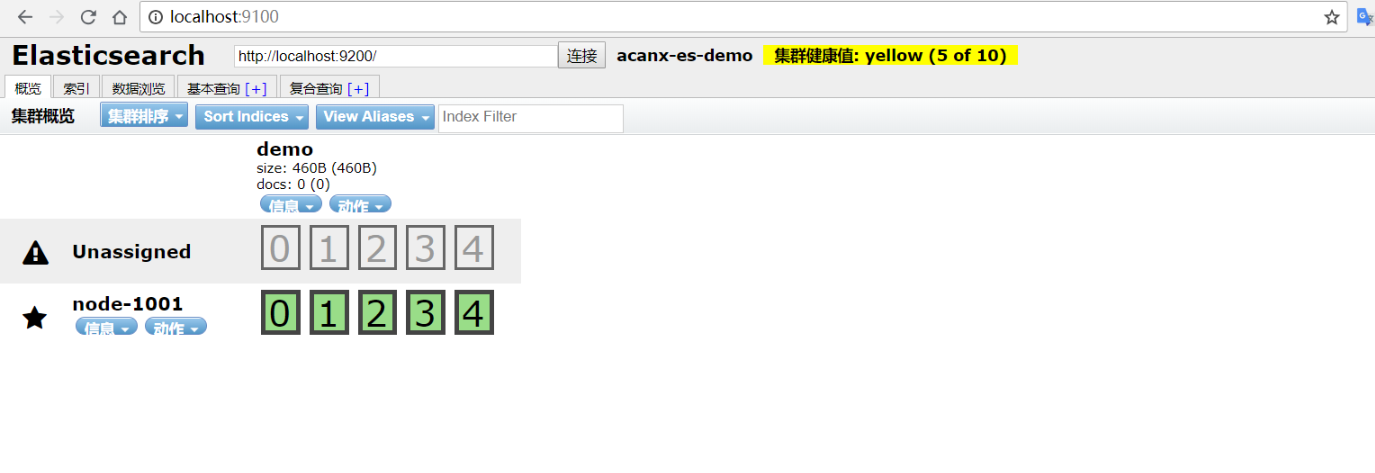 localhost:9100
Elasticsearch http://localhost:9200/ 连接 acanx-es-demo 集群健康值: yellow (5 of 10)
概览 索引 数据浏览 基本查询 [+] 复合查询 [+]
集群概览 集群排序 Sort Indices View Aliases Index Filter
demo
size: 460B (460B)
docs: 0 (0)
信息 动作
Unassigned 0 1 2 3 4
node-1001 0 1 2 3 4
信息 动作